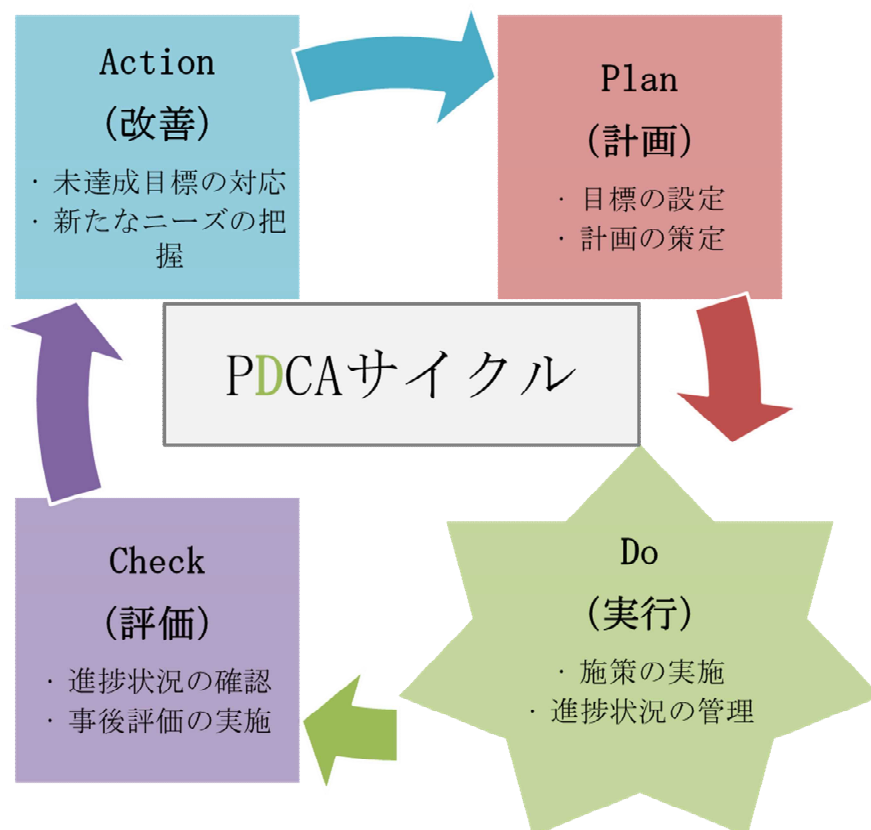 Action
(改善)
・未達成目標の対応
・新たなニーズの把
握
Plan
(計画)
・目標の設定
・計画の策定
PDCAサイクル
Do
(実行)
・施策の実施
・進捗状況の管理
Check
(評価)
・進捗状況の確認
・事後評価の実施